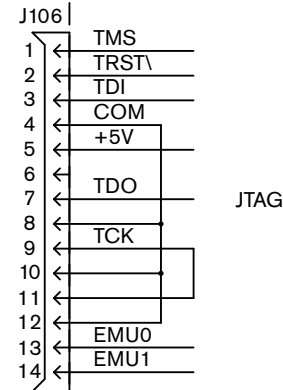 J106
1 TMS
2 TRST\
3 TDI
4 COM
5 +5V
6
7 TDO
JTAG
8
9 TCK
10
11
12
13 EMU0
14 EMU1